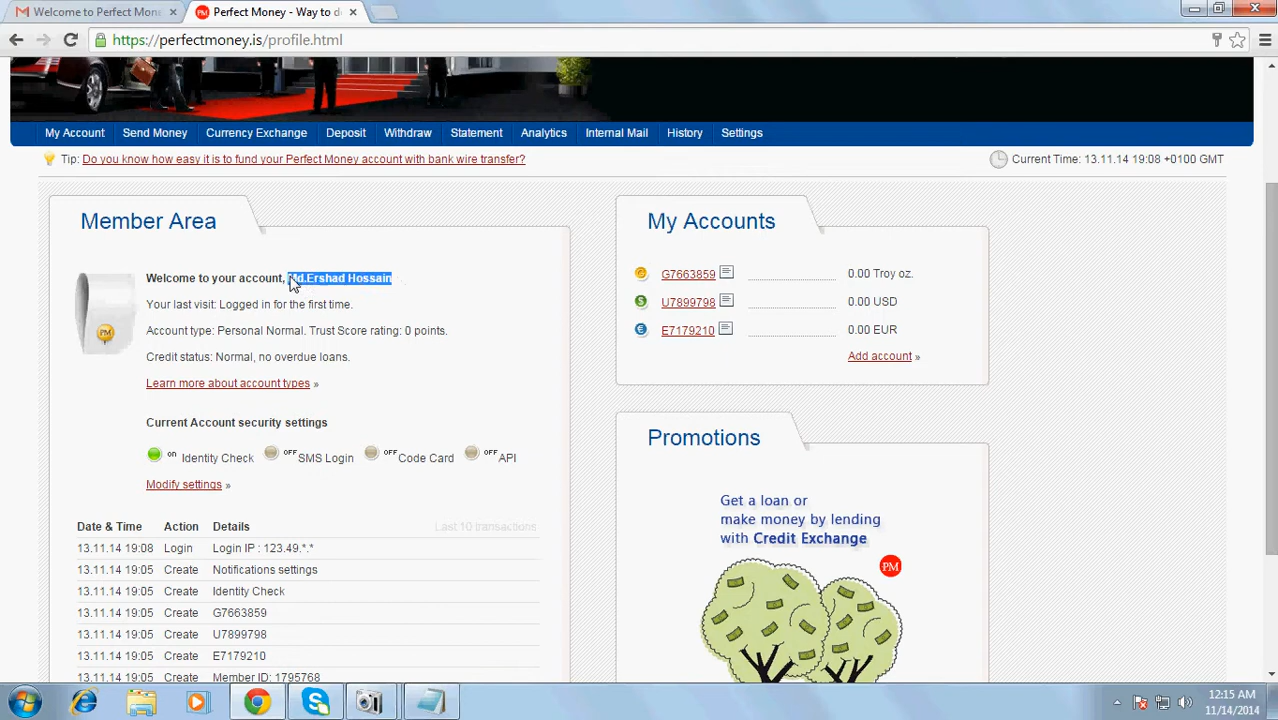 Welcome to Perfect Mone
Perfect Money - Way to d
https://perfectmoney.is/profile.html
My Account Send Money Currency Exchange Deposit Withdraw Statement Analytics Internal Mail History Settings
Tip: Do you know how easy it is to fund your Perfect Money account with bank wire transfer?
Current Time: 13.11.14 19:08 +0100 GMT
Member Area
Welcome to your account, Md.Ershad Hossain
Your last visit: Logged in for the first time.
Account type: Personal Normal. Trust Score rating: 0 points.
Credit status: Normal, no overdue loans.
Learn more about account types »
PM
Current Account security settings
ON Identity Check OFF SMS Login OFF Code Card OFF API
Modify settings »
Date & Time Action Details Last 10 transactions
13.11.14 19:08 Login Login IP : 123.49.*.*
13.11.14 19:05 Create Notifications settings
13.11.14 19:05 Create Identity Check
13.11.14 19:05 Create G7663859
13.11.14 19:05 Create U7899798
13.11.14 19:05 Create E7179210
13.11.14 19:05 Create Member ID: 1795768
My Accounts
G7663859 0.00 Troy oz.
U7899798 0.00 USD
E7179210 0.00 EUR
Add account »
Promotions
Get a loan or
make money by lending
with Credit Exchange
PM
12:15 AM
11/14/2014